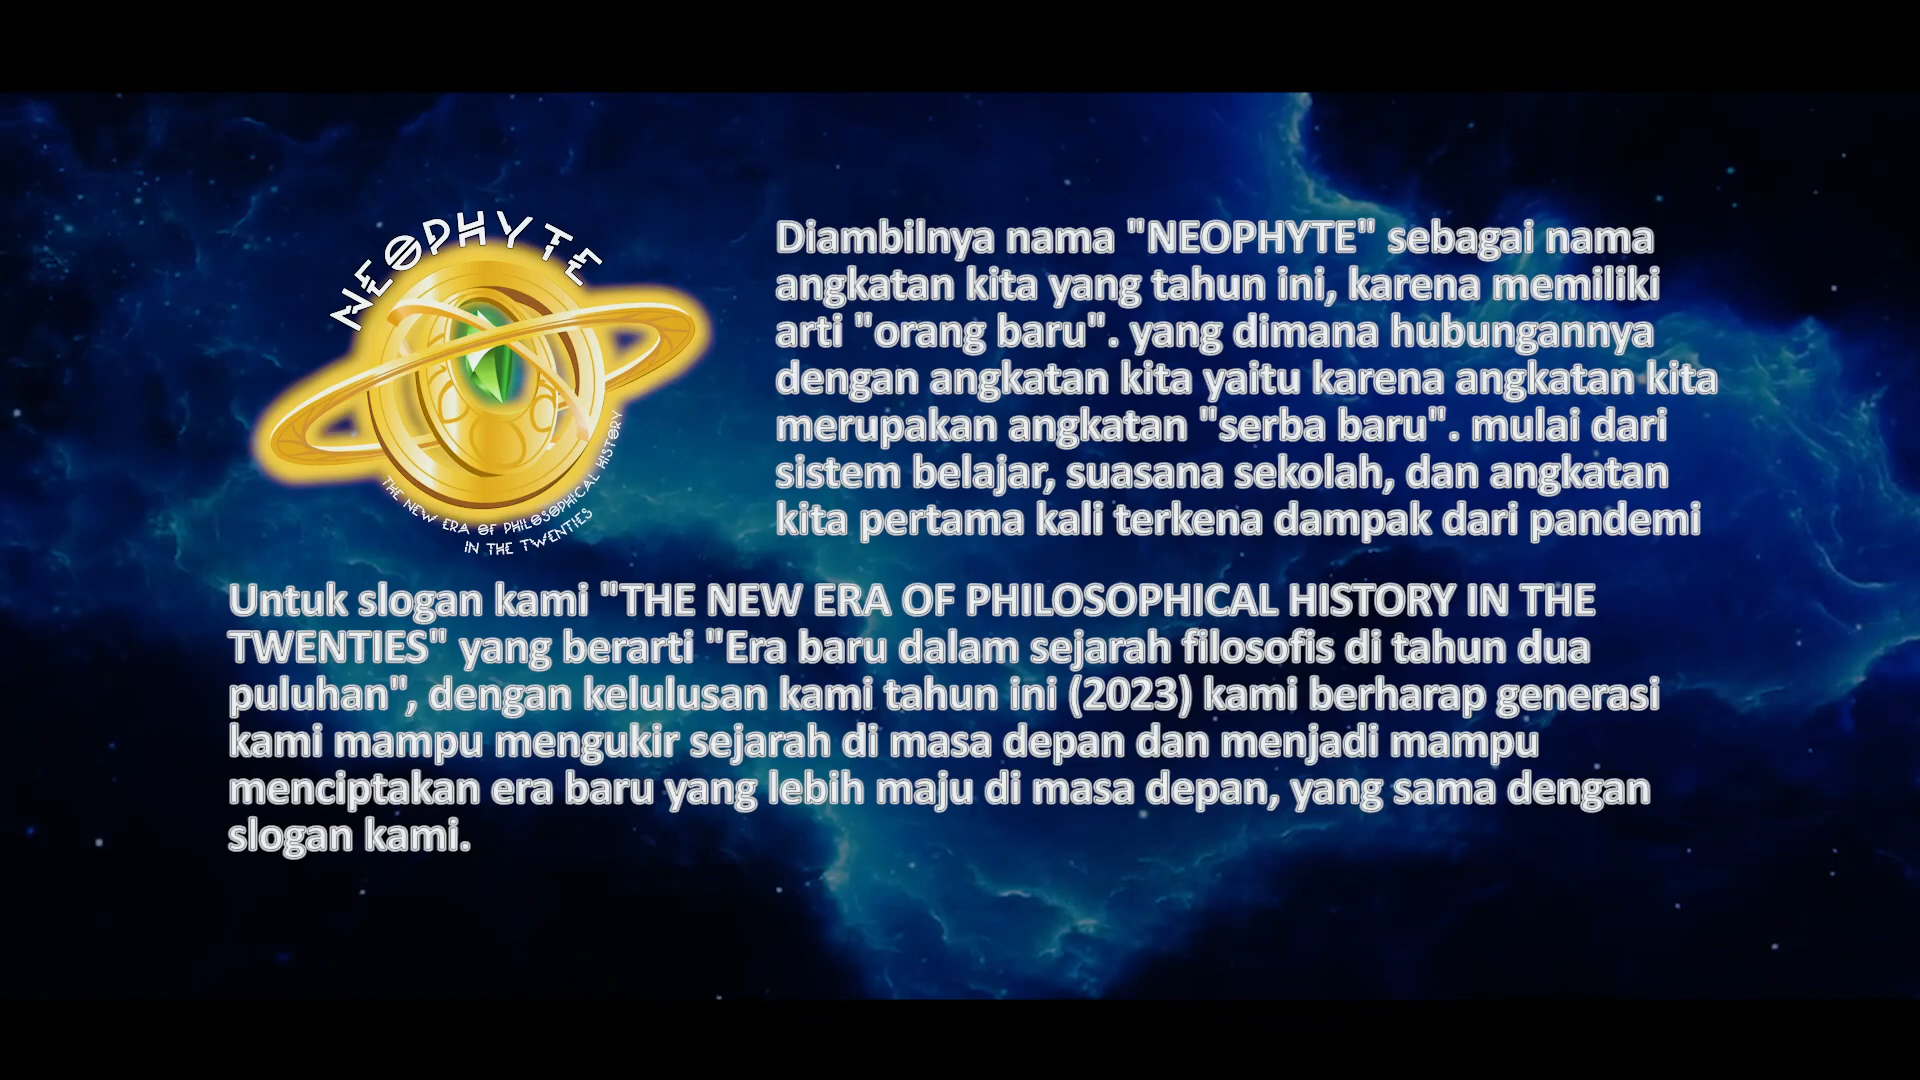 NEOPHYTE
THE NEW ERA OF PHILOSOPHICAL HISTORY
IN THE TWENTIES
Diambilnya nama "NEOPHYTE" sebagai nama
angkatan kita yang tahun ini, karena memiliki
arti "orang baru". yang dimana hubungannya
dengan angkatan kita yaitu karena angkatan kita
merupakan angkatan "serba baru". mulai dari
sistem belajar, suasana sekolah, dan angkatan
kita pertama kali terkena dampak dari pandemi
Untuk slogan kami "THE NEW ERA OF PHILOSOPHICAL HISTORY IN THE
TWENTIES" yang berarti "Era baru dalam sejarah filosofis di tahun dua
puluhan", dengan kelulusan kami tahun ini (2023) kami berharap generasi
kami mampu mengukir sejarah di masa depan dan menjadi mampu
menciptakan era baru yang lebih maju di masa depan, yang sama dengan
slogan kami.